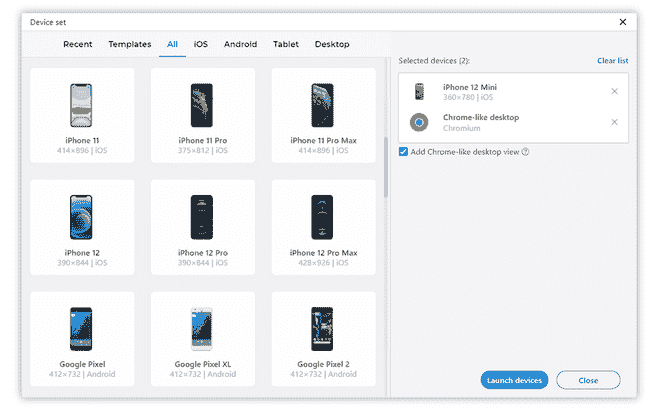 Device set
Recent Templates All iOS Android Tablet Desktop
Selected devices (2): Clear list
iPhone 12 Mini
360×780 | iOS
Chrome-like desktop
Chromium
Add Chrome-like desktop view
iPhone 11 iPhone 11 Pro iPhone 11 Pro Max
414×896 | iOS 375×812 | iOS 414×896 | iOS
iPhone 12 iPhone 12 Pro iPhone 12 Pro Max
390×844 | iOS 390×844 | iOS 428×926 | iOS
Google Pixel Google Pixel XL Google Pixel 2
412×732 | Android 412×732 | Android 412×732 | Android
Launch devices Close